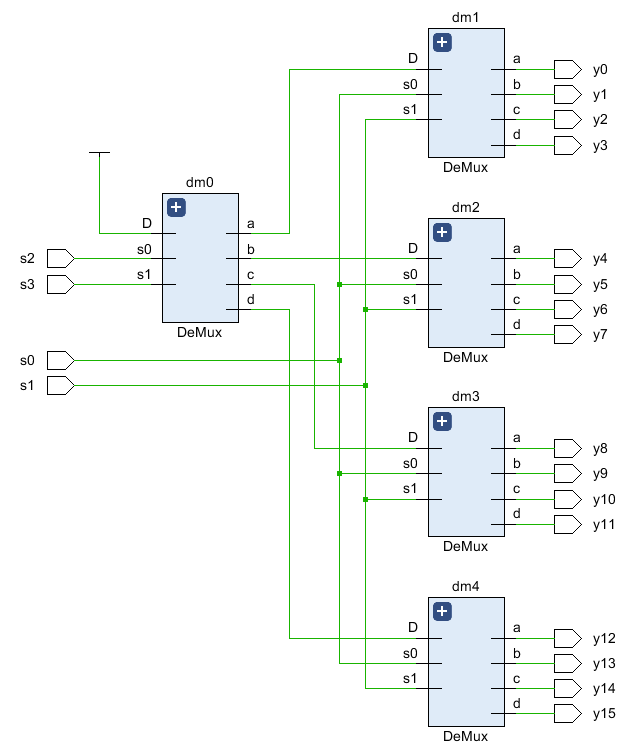 dm1
D a y0
s0 b y1
s1 c y2
d y3
DeMux
dm0
D a
s2 s0 b
s3 s1 c
d
DeMux
s0
s1
dm2
D a y4
s0 b y5
s1 c y6
d y7
DeMux
dm3
D a y8
s0 b y9
s1 c y10
d y11
DeMux
dm4
D a y12
s0 b y13
s1 c y14
d y15
DeMux